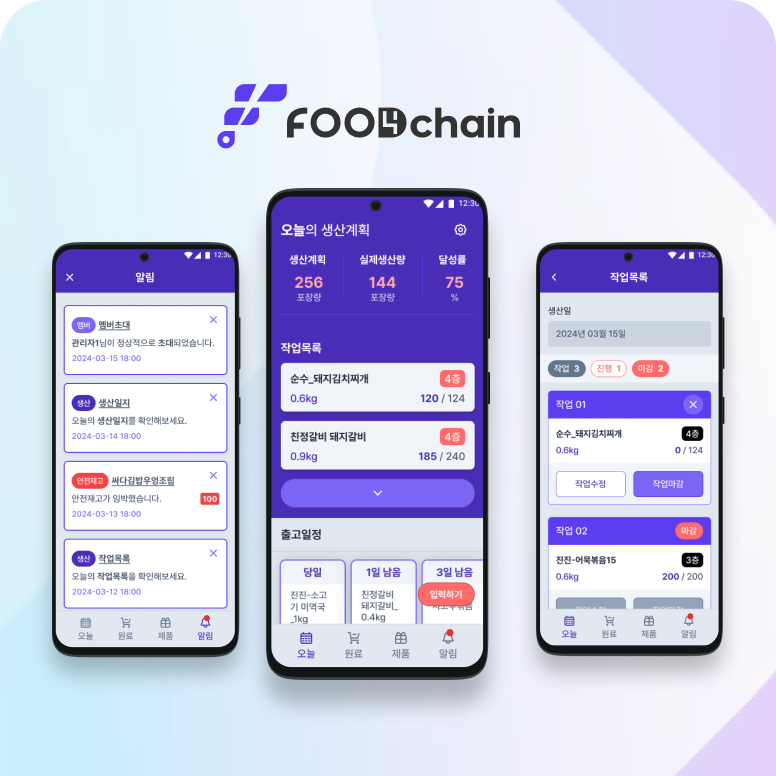 FOOD4chain
12:30
알림
멤버 멤버초대
관리자1님이 정상적으로 초대되었습니다.
2024-03-15 18:00
생산 생산일지
오늘의 생산일지를 확인해보세요.
2024-03-14 18:00
안전재고 싸다김밥우엉조림
안전재고가 임박했습니다. 100
2024-03-13 18:00
생산 작업목록
오늘의 작업목록을 확인해보세요.
2024-03-12 18:00
오늘 원료 제품 알림
12:30
오늘의 생산계획
생산계획 실제생산량 달성률
256 144 75
포장량 포장량 %
작업목록
순수_돼지김치찌개 4층
0.6kg 120 / 124
친정갈비 돼지갈비 4층
0.9kg 185 / 240
출고일정
당일 1일 남음 3일 남음
진진-소고
기 미역국
_1kg
친정갈비
돼지갈비_
0.4kg
입력하기
오늘 원료 제품 알림
12:30
작업목록
생산일
2024년 03월 15일
작업 3 진행 1 마감 2
작업 01
순수_돼지김치찌개 4층
0.6kg 0 / 124
작업수정 작업마감
작업 02 마감
진진-어묵볶음15 3층
0.6kg 200 / 200
작업수정 작업마감
오늘 원료 제품 알림